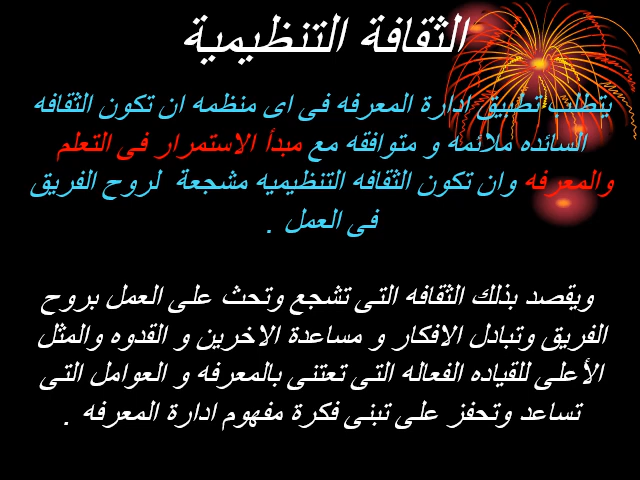 الثقافة التنظيمية
يتطلب تطبيق ادارة المعرفه فى اى منظمه ان تكون الثقافه
السائده ملائمه و متوافقه مع مبدأ الاستمرار فى التعلم
والمعرفه وان تكون الثقافه التنظيميه مشجعة لروح الفريق
فى العمل .
ويقصد بذلك الثقافه التى تشجع وتحث على العمل بروح
الفريق وتبادل الافكار و مساعدة الاخرين و القدوه والمثل
الأعلى للقياده الفعاله التى تعتنى بالمعرفه و العوامل التى
تساعد وتحفز على تبنى فكرة مفهوم ادارة المعرفه .